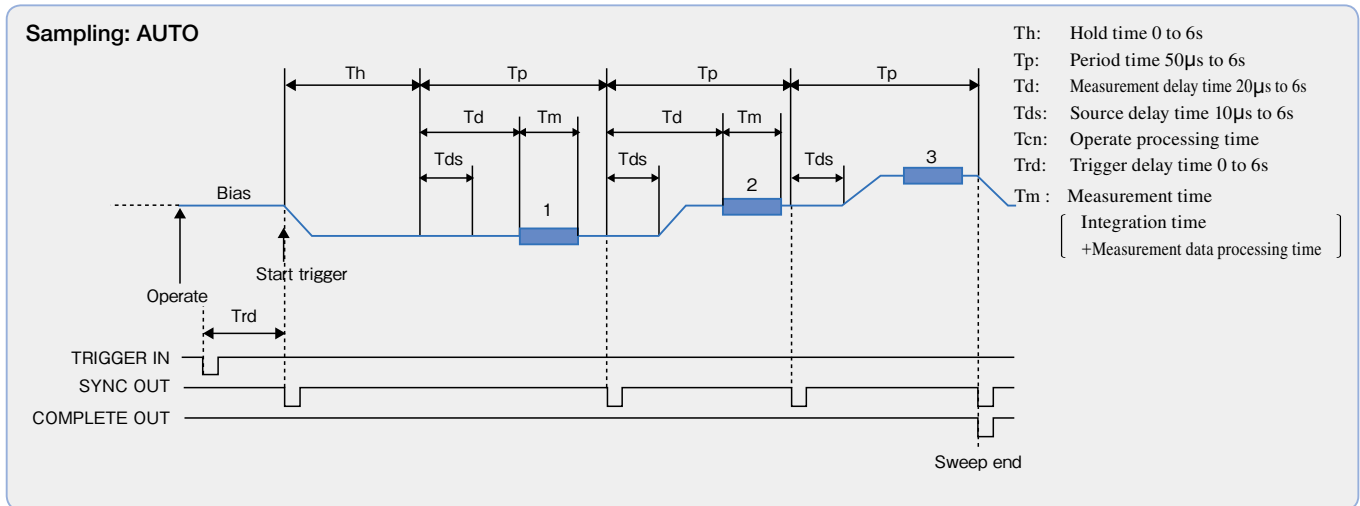 Sampling: AUTO
Th: Hold time 0 to 6s
Tp: Period time 50µs to 6s
Td: Measurement delay time 20µs to 6s
Tds: Source delay time 10µs to 6s
Tcn: Operate processing time
Trd: Trigger delay time 0 to 6s
Tm : Measurement time
Integration time
+Measurement data processing time
Th Tp Tp Tp
Td Tm Td Tm
Tds Tds Tds
Bias 1 2 3
Start trigger
Operate
Trd
TRIGGER IN
SYNC OUT
COMPLETE OUT
Sweep end